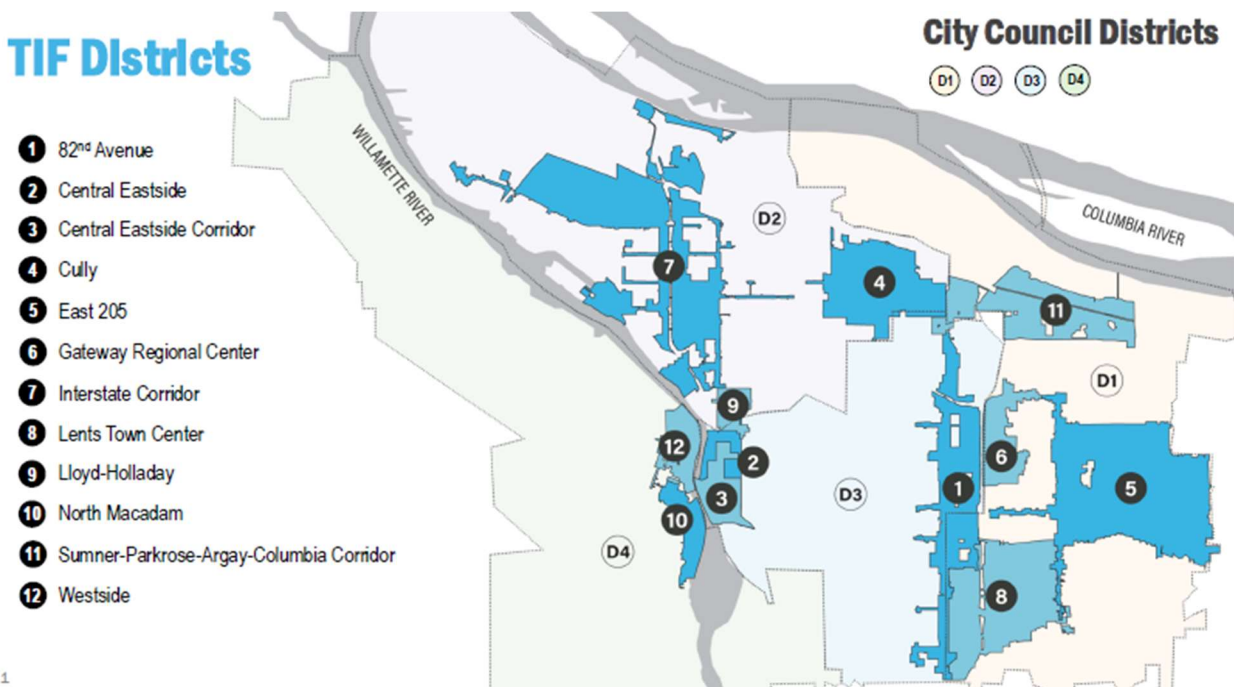 TIF Districts
City Council Districts
D1 D2 D3 D4
1 82nd Avenue
2 Central Eastside
3 Central Eastside Corridor
4 Cully
5 East 205
6 Gateway Regional Center
7 Interstate Corridor
8 Lents Town Center
9 Lloyd-Holladay
10 North Macadam
11 Sumner-Parkrose-Argay-Columbia Corridor
12 Westside
WILLAMETTE RIVER
COLUMBIA RIVER
D2
7
4
11
D1
9
12
2
6
1
5
3
D3
10
D4
8
1